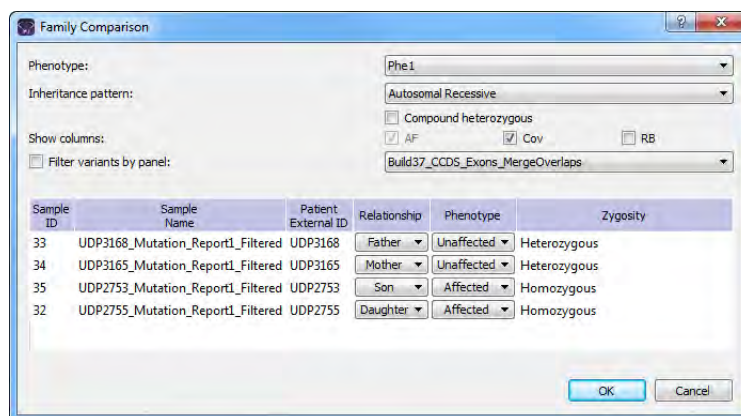 Family Comparison
? X
Phenotype: Phe1
Inheritance pattern: Autosomal Recessive
Compound heterozygous
Show columns: AF Cov RB
Filter variants by panel: Build37_CCDS_Exons_MergeOverlaps
Sample ID Sample Name Patient External ID Relationship Phenotype Zygosity
33 UDP3168_Mutation_Report1_Filtered UDP3168 Father Unaffected Heterozygous
34 UDP3165_Mutation_Report1_Filtered UDP3165 Mother Unaffected Heterozygous
35 UDP2753_Mutation_Report1_Filtered UDP2753 Son Affected Homozygous
32 UDP2755_Mutation_Report1_Filtered UDP2755 Daughter Affected Homozygous
OK Cancel